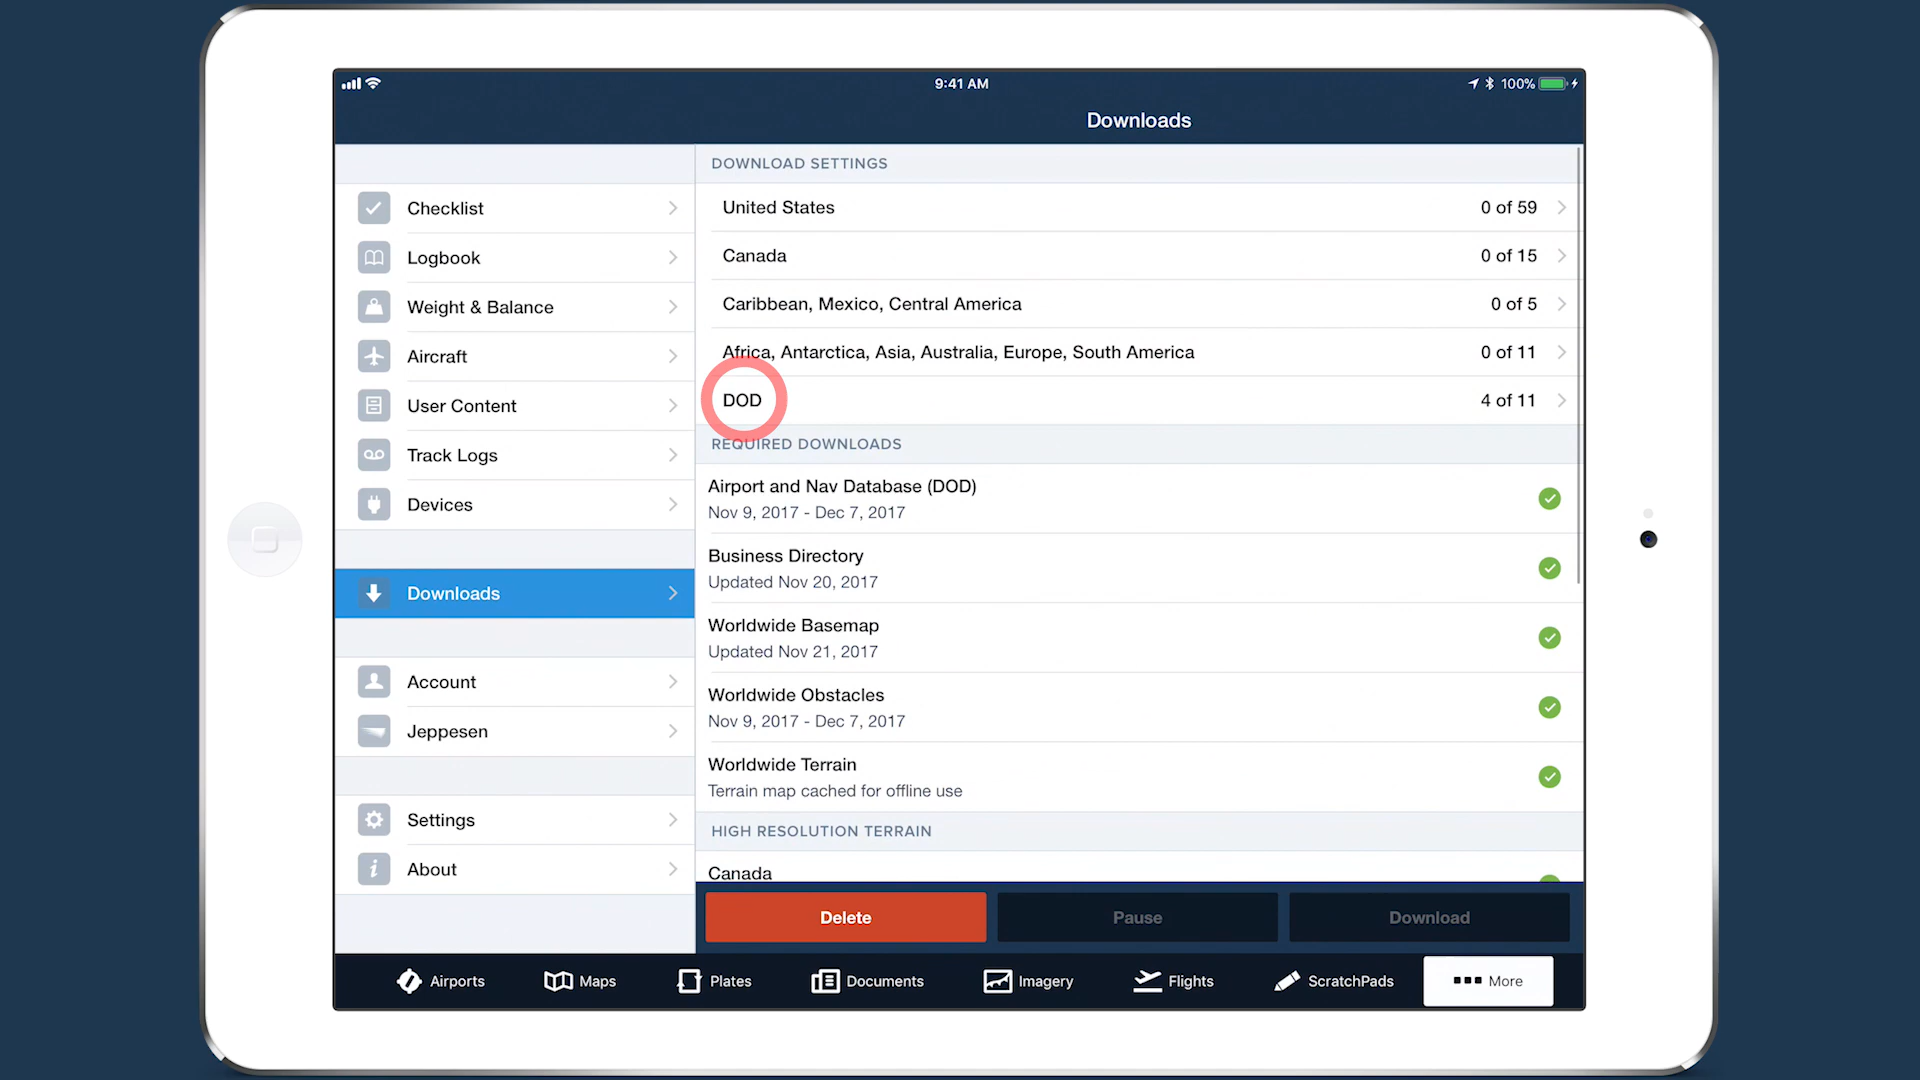 9:41 AM
100%
Downloads
DOWNLOAD SETTINGS
Checklist
Logbook
Weight & Balance
Aircraft
User Content
Track Logs
Devices
Downloads
Account
Jeppesen
Settings
About
United States 0 of 59
Canada 0 of 15
Caribbean, Mexico, Central America 0 of 5
Africa, Antarctica, Asia, Australia, Europe, South America 0 of 11
DOD 4 of 11
REQUIRED DOWNLOADS
Airport and Nav Database (DOD)
Nov 9, 2017 - Dec 7, 2017
Business Directory
Updated Nov 20, 2017
Worldwide Basemap
Updated Nov 21, 2017
Worldwide Obstacles
Nov 9, 2017 - Dec 7, 2017
Worldwide Terrain
Terrain map cached for offline use
HIGH RESOLUTION TERRAIN
Canada
Delete Pause Download
Airports Maps Plates Documents Imagery Flights ScratchPads More